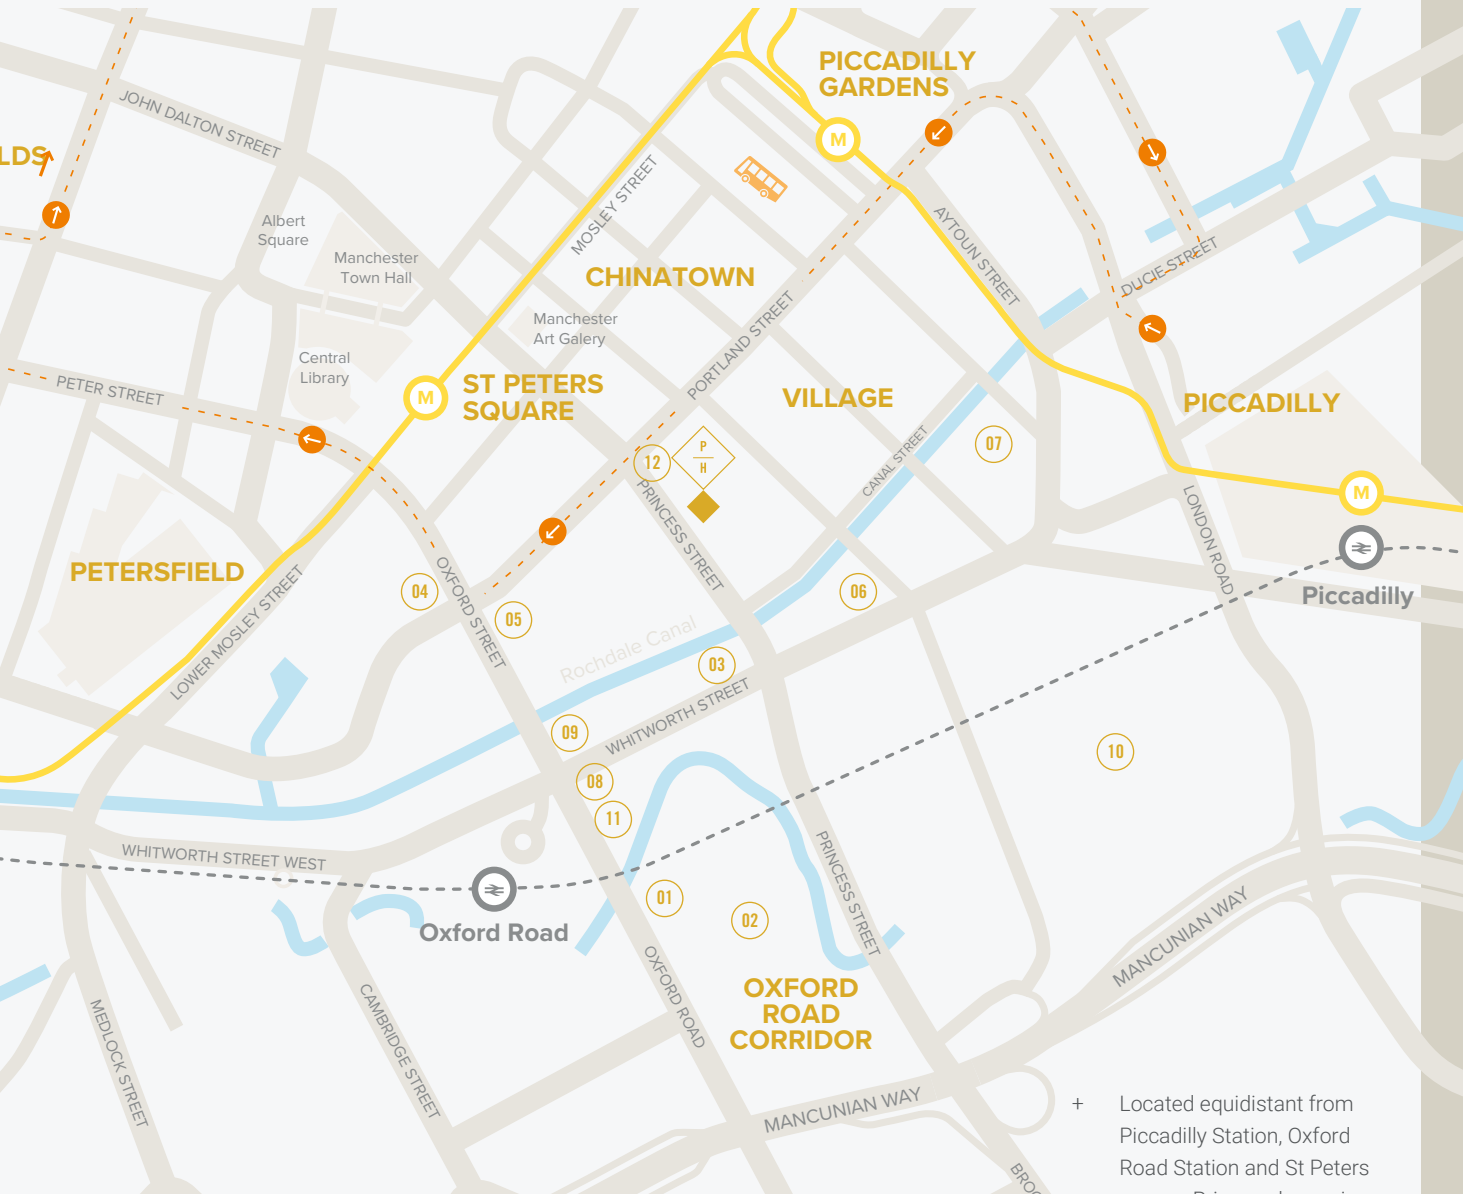 PICCADILLY
GARDENS
JOHN DALTON STREET
M
LDS
MOSLEY STREET
AYTOUN STREET
Albert
Square
Manchester
Town Hall
DUCIE STREET
CHINATOWN
Manchester
Art Galery
PORTLAND STREET
Central
Library
PETER STREET
M
ST PETERS
SQUARE
VILLAGE
PICCADILLY
12
P
H
07
CANAL STREET
M
PRINCESS STREET
LONDON ROAD
PETERSFIELD
OXFORD STREET
04
05
06
Piccadilly
LOWER MOSLEY STREET
Rochdale Canal
03
WHITWORTH STREET
09
10
08
11
WHITWORTH STREET WEST
PRINCESS STREET
01
02
Oxford Road
MANCUNIAN WAY
OXFORD ROAD
OXFORD
ROAD
CORRIDOR
MEDLOCK STREET
CAMBRIDGE STREET
MANCUNIAN WAY
+ Located equidistant from
Piccadilly Station, Oxford
Road Station and St Peters
BROO